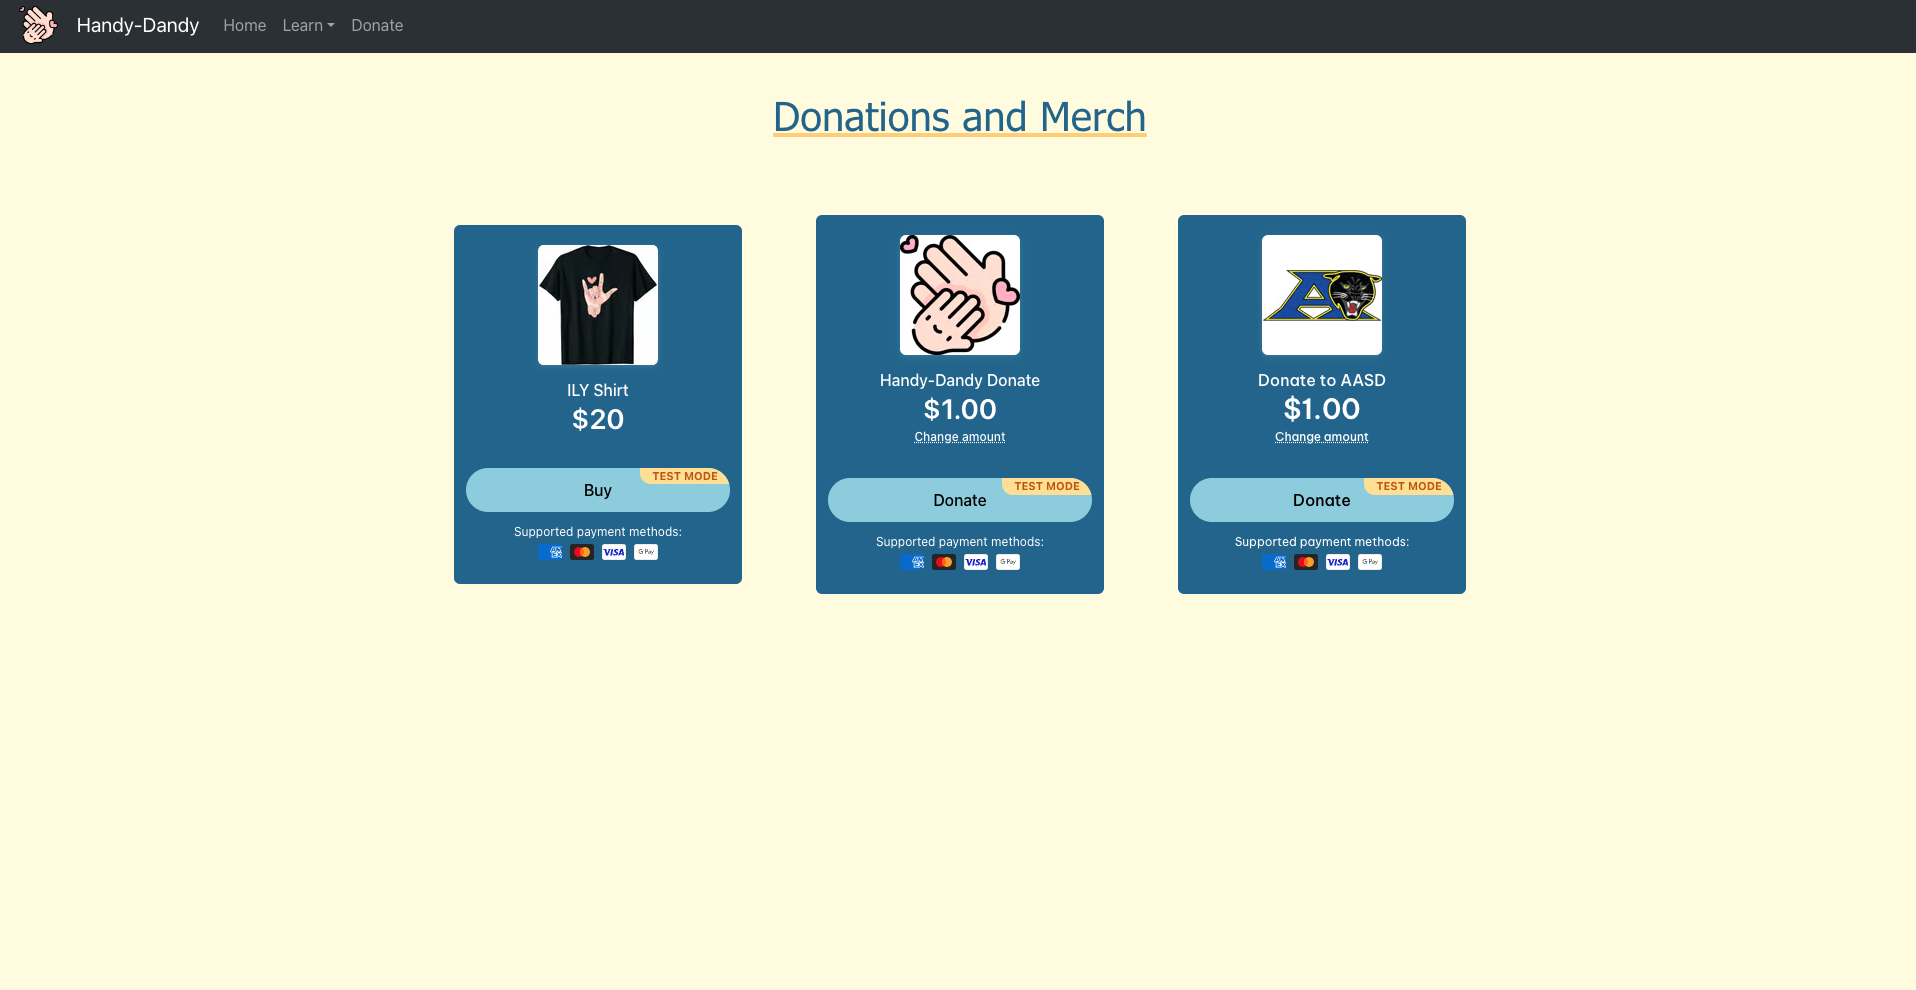 Handy-Dandy Home Learn Donate
Donations and Merch
ILY Shirt
$20
TEST MODE
Buy
Supported payment methods:
VISA G Pay
Handy-Dandy Donate
$1.00
Change amount
TEST MODE
Donate
Supported payment methods:
VISA G Pay
A
Donate to AASD
$1.00
Change amount
TEST MODE
Donate
Supported payment methods:
VISA G Pay